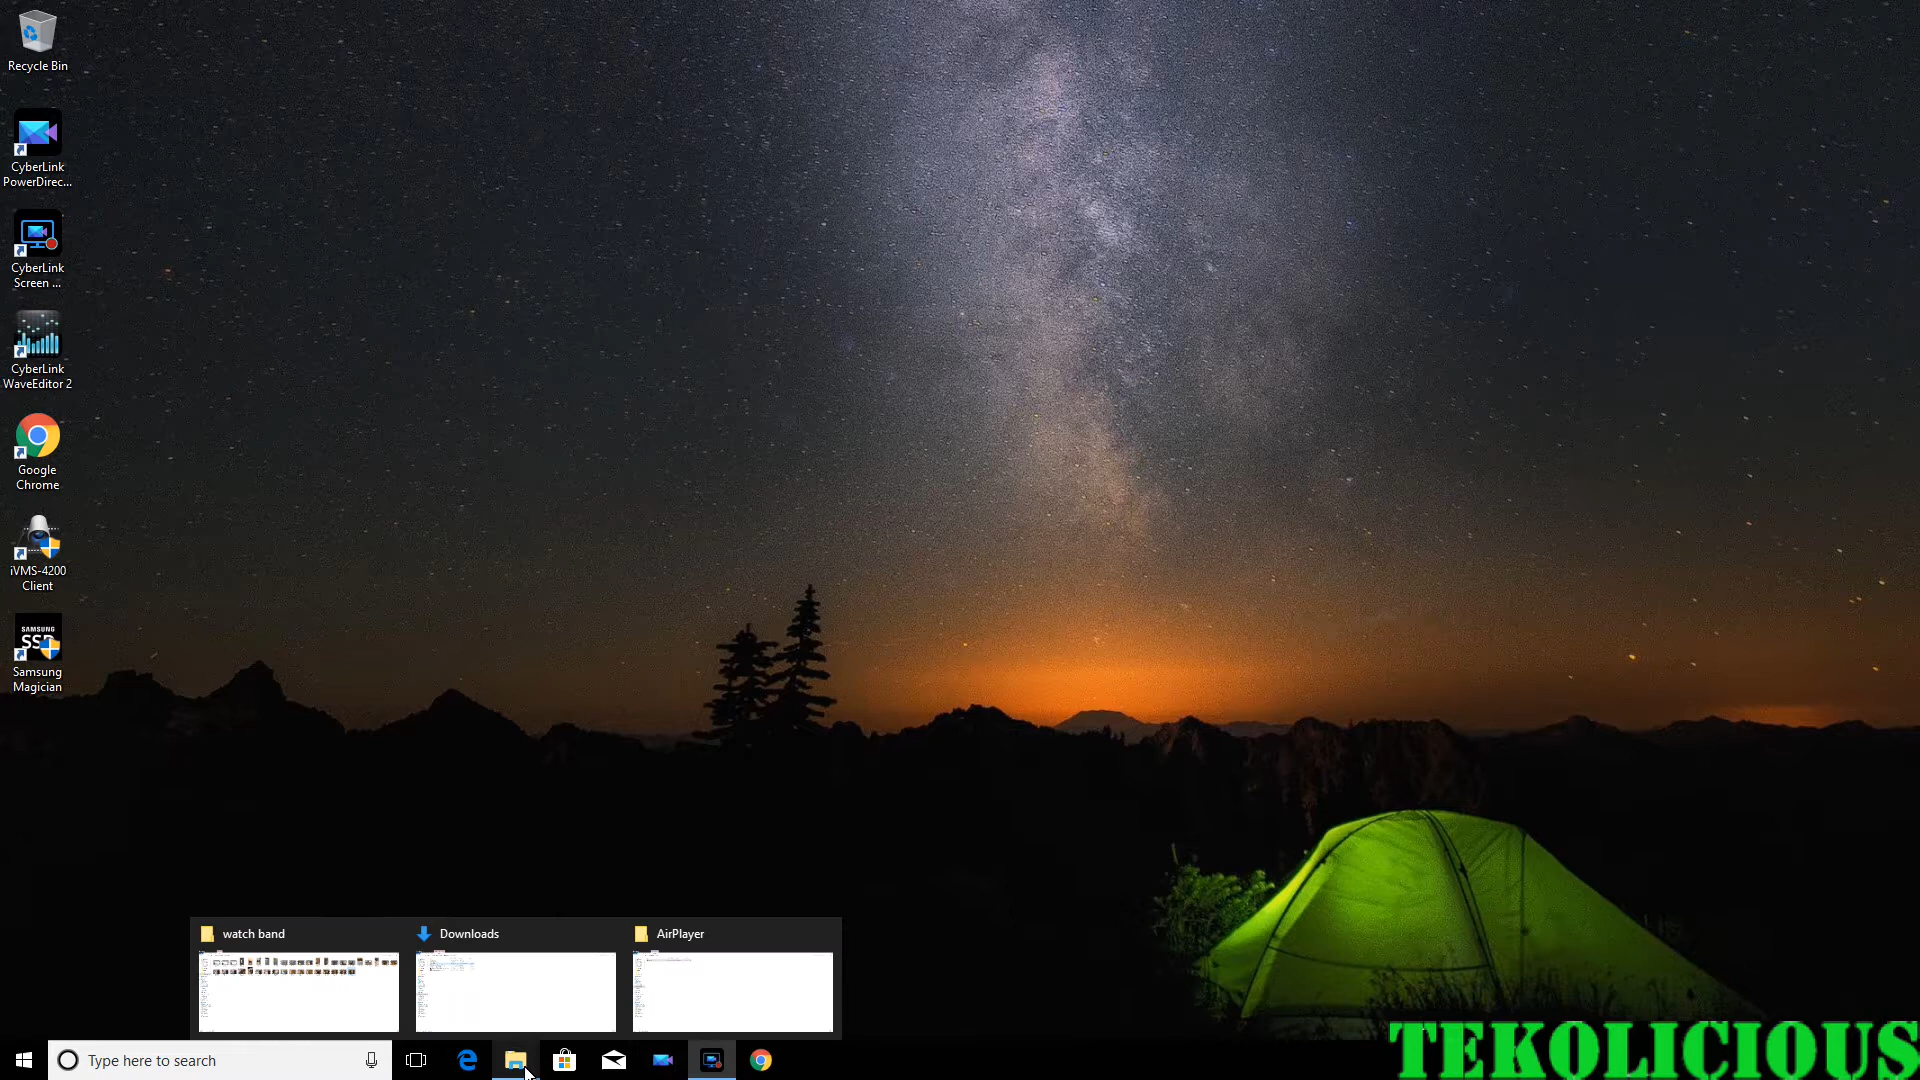 Recycle Bin
CyberLink
PowerDirec...
CyberLink
Screen ...
CyberLink
WaveEditor 2
Google
Chrome
iVMS-4200
Client
SAMSUNG
SSD
Samsung
Magician
watch band
Downloads
AirPlayer
Type here to search
TEKOLICIOUS